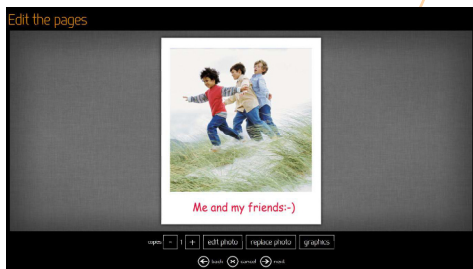 Edit the pages
Me and my friends:-)
copies - 1 + edit photo replace photo graphics
back cancel next